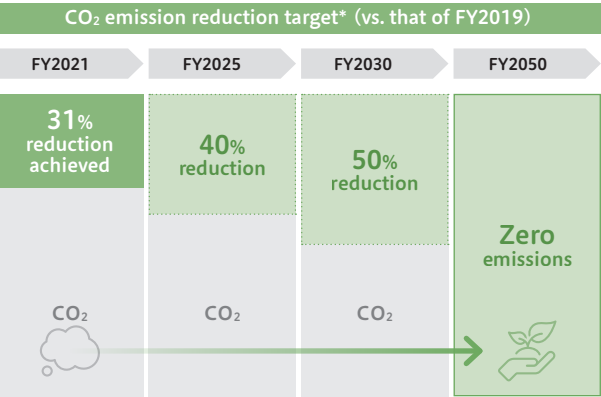 CO₂ emission reduction target* (vs. that of FY2019)
FY2021
FY2025
FY2030
FY2050
31%
reduction
achieved
40%
reduction
50%
reduction
Zero
emissions
CO₂
CO₂
CO₂